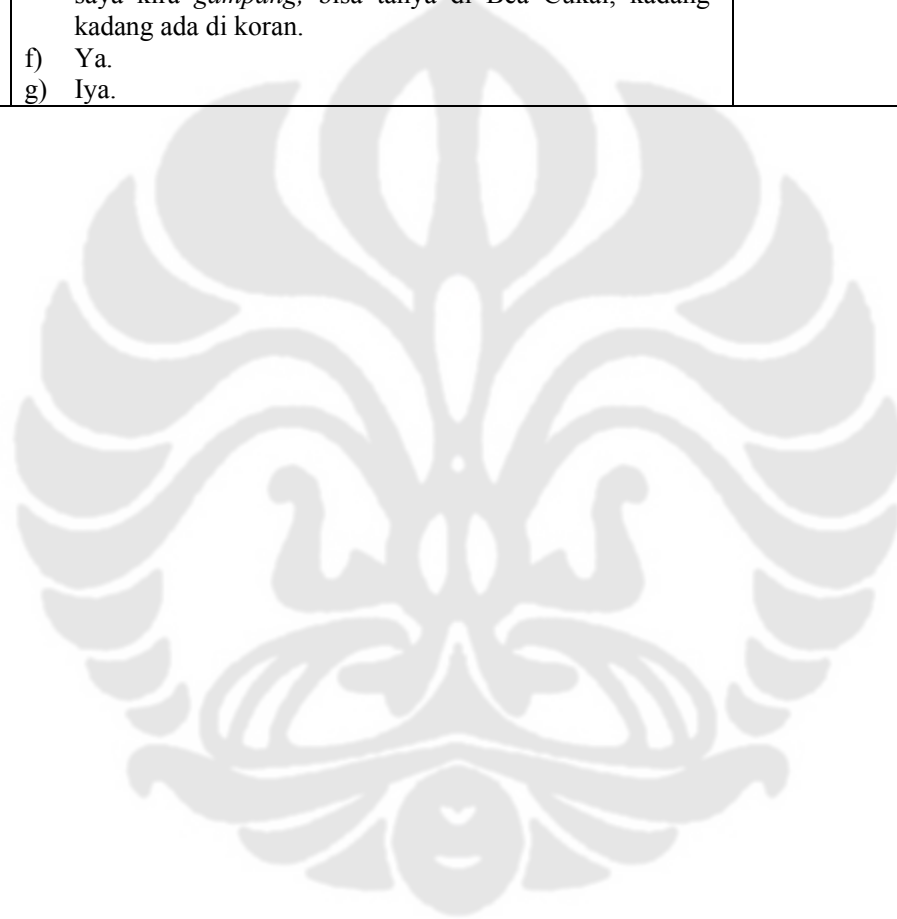 saya kira gampang, bisa tanya di Bea Cukai, kadang
kadang ada di koran.
f) Ya.
g) Iya.